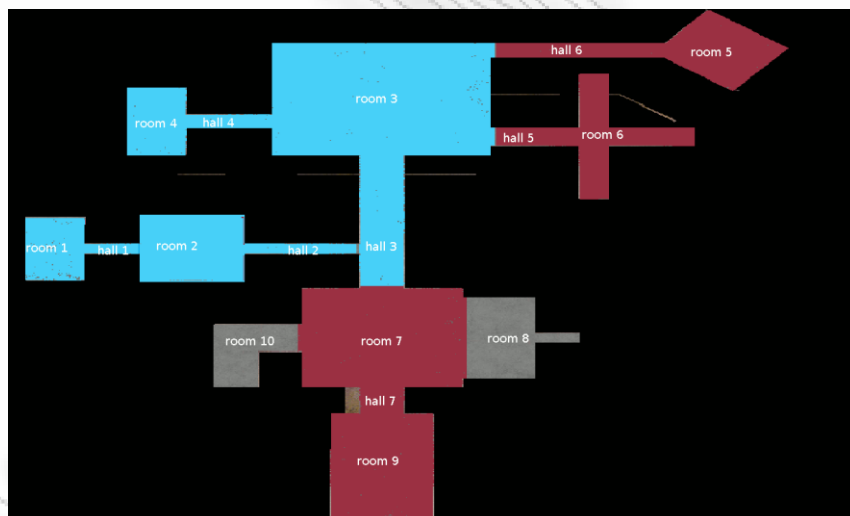 hall 6
room 5
room 3
room 4
hall 4
hall 5
room 6
room 1
hall 1
room 2
hall 2
hall 3
room 10
room 7
room 8
hall 7
room 9